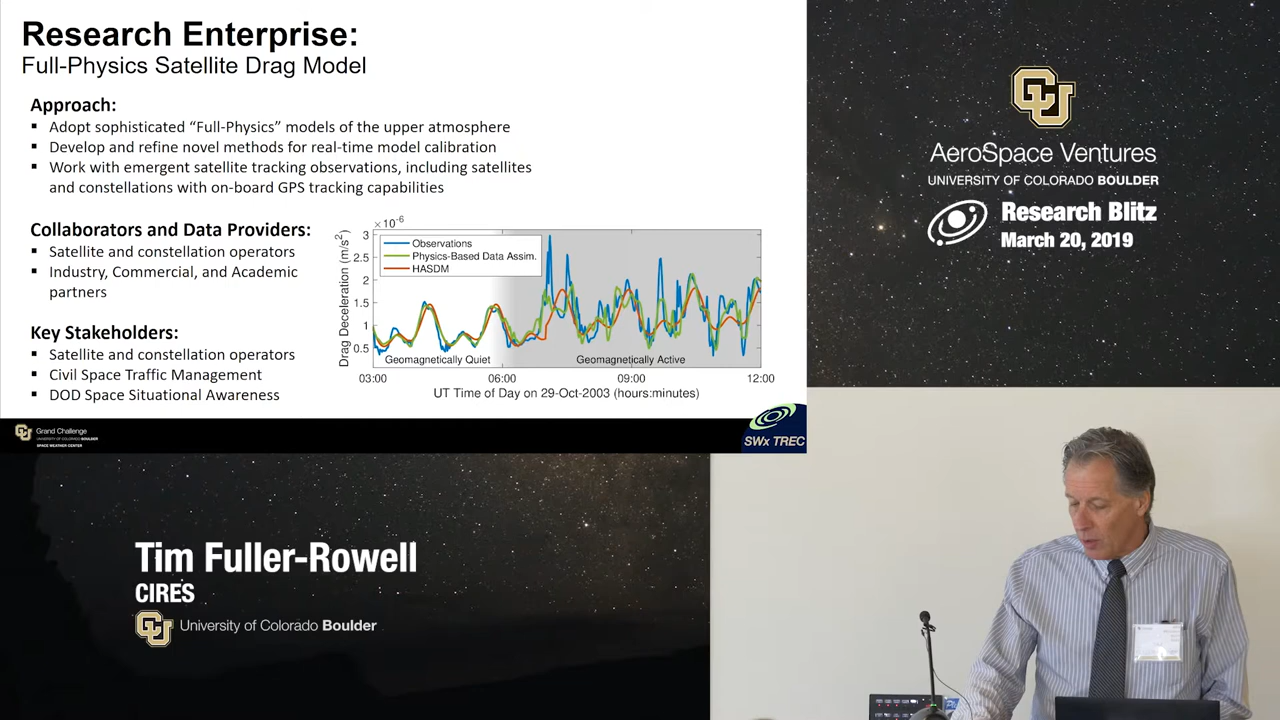 Research Enterprise:
Full-Physics Satellite Drag Model
Approach:
▪ Adopt sophisticated “Full-Physics” models of the upper atmosphere
▪ Develop and refine novel methods for real-time model calibration
▪ Work with emergent satellite tracking observations, including satellites
and constellations with on-board GPS tracking capabilities
Collaborators and Data Providers:
▪ Satellite and constellation operators
▪ Industry, Commercial, and Academic
partners
Key Stakeholders:
▪ Satellite and constellation operators
▪ Civil Space Traffic Management
▪ DOD Space Situational Awareness
×10⁻⁶
Drag Deceleration (m/s²)
3
2.5
2
1.5
1
0.5
Observations
Physics-Based Data Assim.
HASDM
Geomagnetically Quiet
Geomagnetically Active
03:00 06:00 09:00 12:00
UT Time of Day on 29-Oct-2003 (hours:minutes)
CU
Grand Challenge
UNIVERSITY OF COLORADO BOULDER
SPACE WEATHER CENTER
SWx TREC
CU
AeroSpace Ventures
UNIVERSITY OF COLORADO BOULDER
Research Blitz
March 20, 2019
Tim Fuller-Rowell
CIRES
CU
University of Colorado Boulder